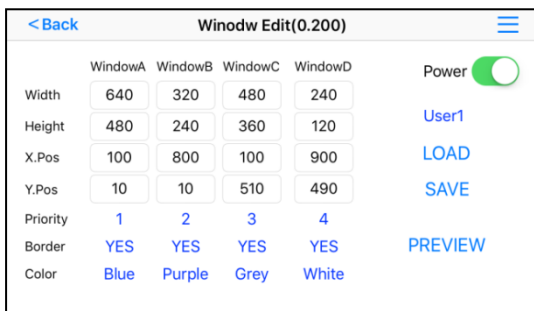 <Back Winodw Edit(0.200)
WindowA WindowB WindowC WindowD Power
Width 640 320 480 240
User1
Height 480 240 360 120
X.Pos 100 800 100 900 LOAD
Y.Pos 10 10 510 490 SAVE
Priority 1 2 3 4
Border YES YES YES YES PREVIEW
Color Blue Purple Grey White